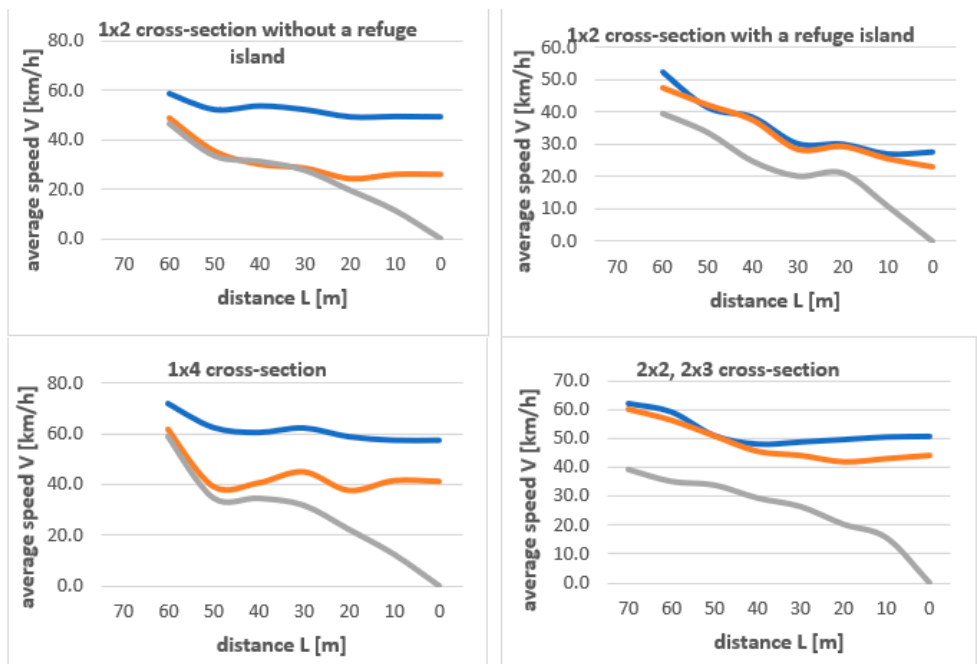 1x2 cross-section without a refuge
island
average speed V [km/h]
80.0
60.0
40.0
20.0
0.0
70 60 50 40 30 20 10 0
distance L [m]
1x2 cross-section with a refuge island
average speed V [km/h]
60.0
50.0
40.0
30.0
20.0
10.0
0.0
70 60 50 40 30 20 10 0
distance L [m]
1x4 cross-section
average speed V [km/h]
80.0
60.0
40.0
20.0
0.0
70 60 50 40 30 20 10 0
distance L [m]
2x2, 2x3 cross-section
average speed V [km/h]
70.0
60.0
50.0
40.0
30.0
20.0
10.0
0.0
70 60 50 40 30 20 10 0
distance L [m]